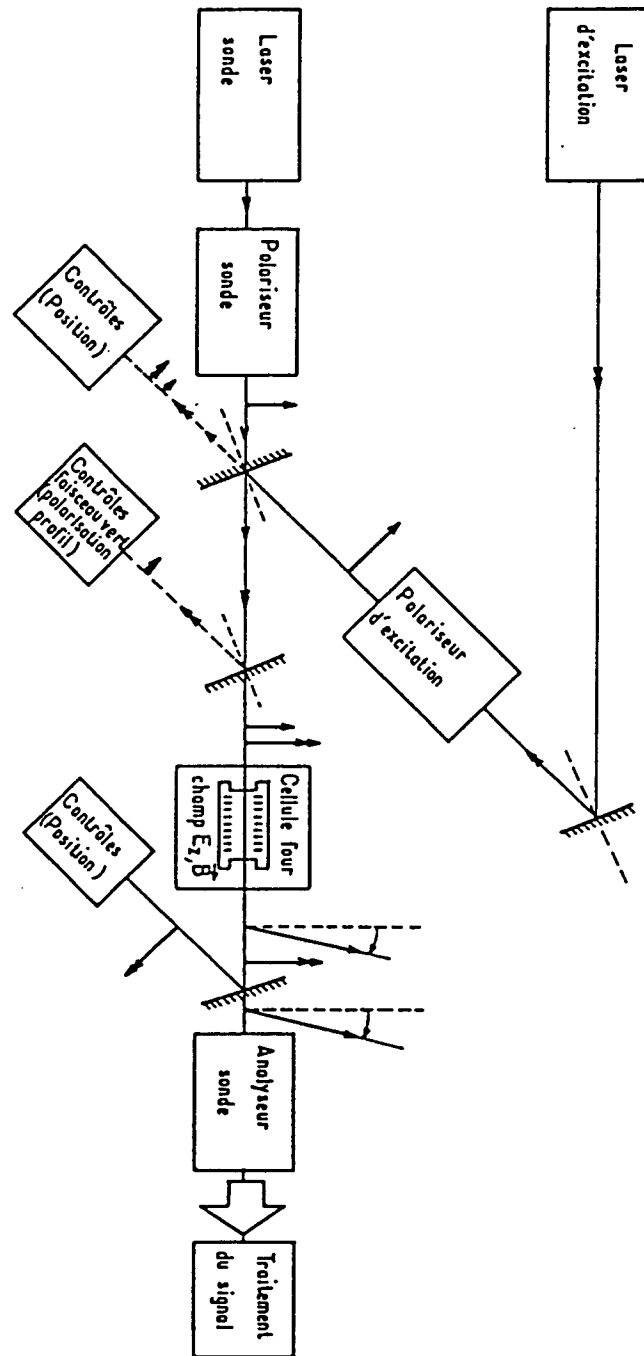 Laser
d'excitation
Laser
sonde
Polariseur
sonde
Contrôles
(Position)
Contrôles
faisceau vert
(polarisation
profil)
Polariseur
d'excitation
Cellule four
champ E_z, B⃗
Contrôles
(Position)
Analyseur
sonde
Traitement
du signal